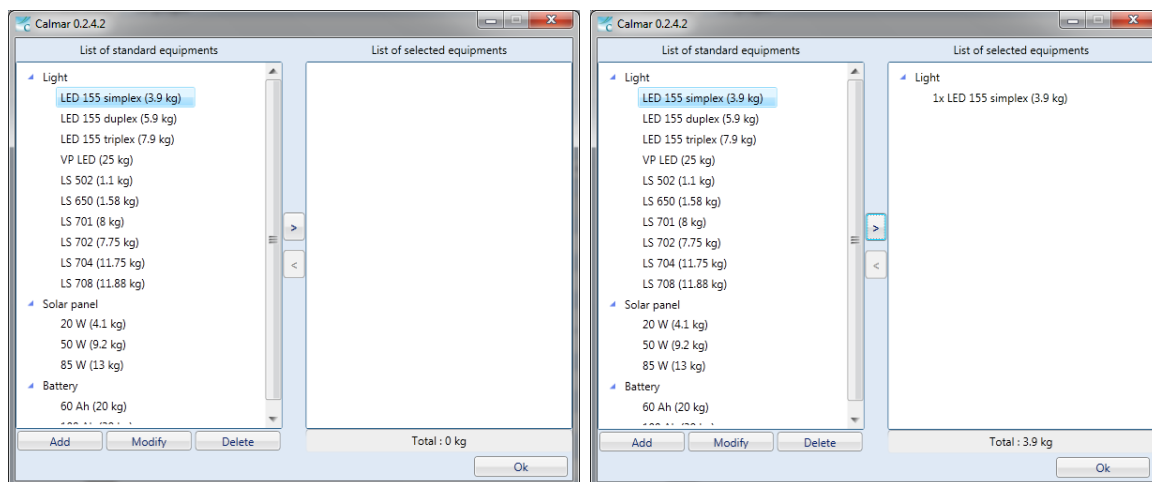 Calmar 0.2.4.2
List of standard equipments
List of selected equipments
Light
LED 155 simplex (3.9 kg)
LED 155 duplex (5.9 kg)
LED 155 triplex (7.9 kg)
VP LED (25 kg)
LS 502 (1.1 kg)
LS 650 (1.58 kg)
LS 701 (8 kg)
LS 702 (7.75 kg)
LS 704 (11.75 kg)
LS 708 (11.88 kg)
Solar panel
20 W (4.1 kg)
50 W (9.2 kg)
85 W (13 kg)
Battery
60 Ah (20 kg)
>
<
Add
Modify
Delete
Total : 0 kg
Ok
Calmar 0.2.4.2
List of standard equipments
List of selected equipments
Light
LED 155 simplex (3.9 kg)
LED 155 duplex (5.9 kg)
LED 155 triplex (7.9 kg)
VP LED (25 kg)
LS 502 (1.1 kg)
LS 650 (1.58 kg)
LS 701 (8 kg)
LS 702 (7.75 kg)
LS 704 (11.75 kg)
LS 708 (11.88 kg)
Solar panel
20 W (4.1 kg)
50 W (9.2 kg)
85 W (13 kg)
Battery
60 Ah (20 kg)
>
<
Light
1x LED 155 simplex (3.9 kg)
Add
Modify
Delete
Total : 3.9 kg
Ok